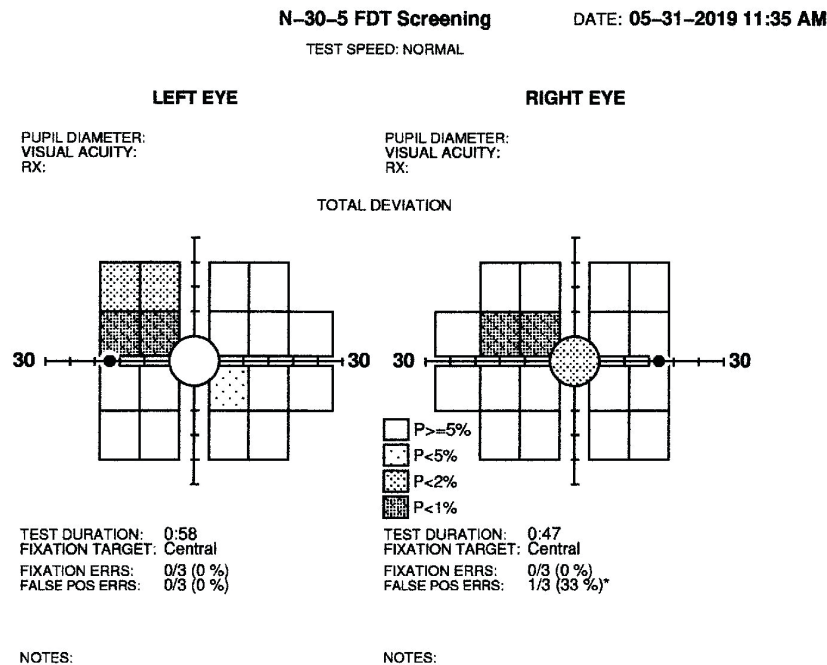 N–30–5 FDT Screening
DATE: 05–31–2019 11:35 AM
TEST SPEED: NORMAL
LEFT EYE
PUPIL DIAMETER:
VISUAL ACUITY:
RX:
RIGHT EYE
PUPIL DIAMETER:
VISUAL ACUITY:
RX:
TOTAL DEVIATION
30
30
30
30
P>=5%
P<5%
P<2%
P<1%
TEST DURATION: 0:58
FIXATION TARGET: Central
FIXATION ERRS: 0/3 (0 %)
FALSE POS ERRS: 0/3 (0 %)
NOTES:
TEST DURATION: 0:47
FIXATION TARGET: Central
FIXATION ERRS: 0/3 (0 %)
FALSE POS ERRS: 1/3 (33 %)*
NOTES: